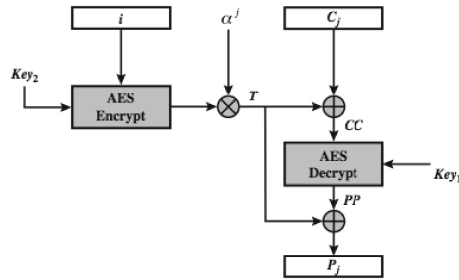 i
α^j
C_j
Key₂
AES
Encrypt
T
CC
AES
Decrypt
Key₁
PP
P_j